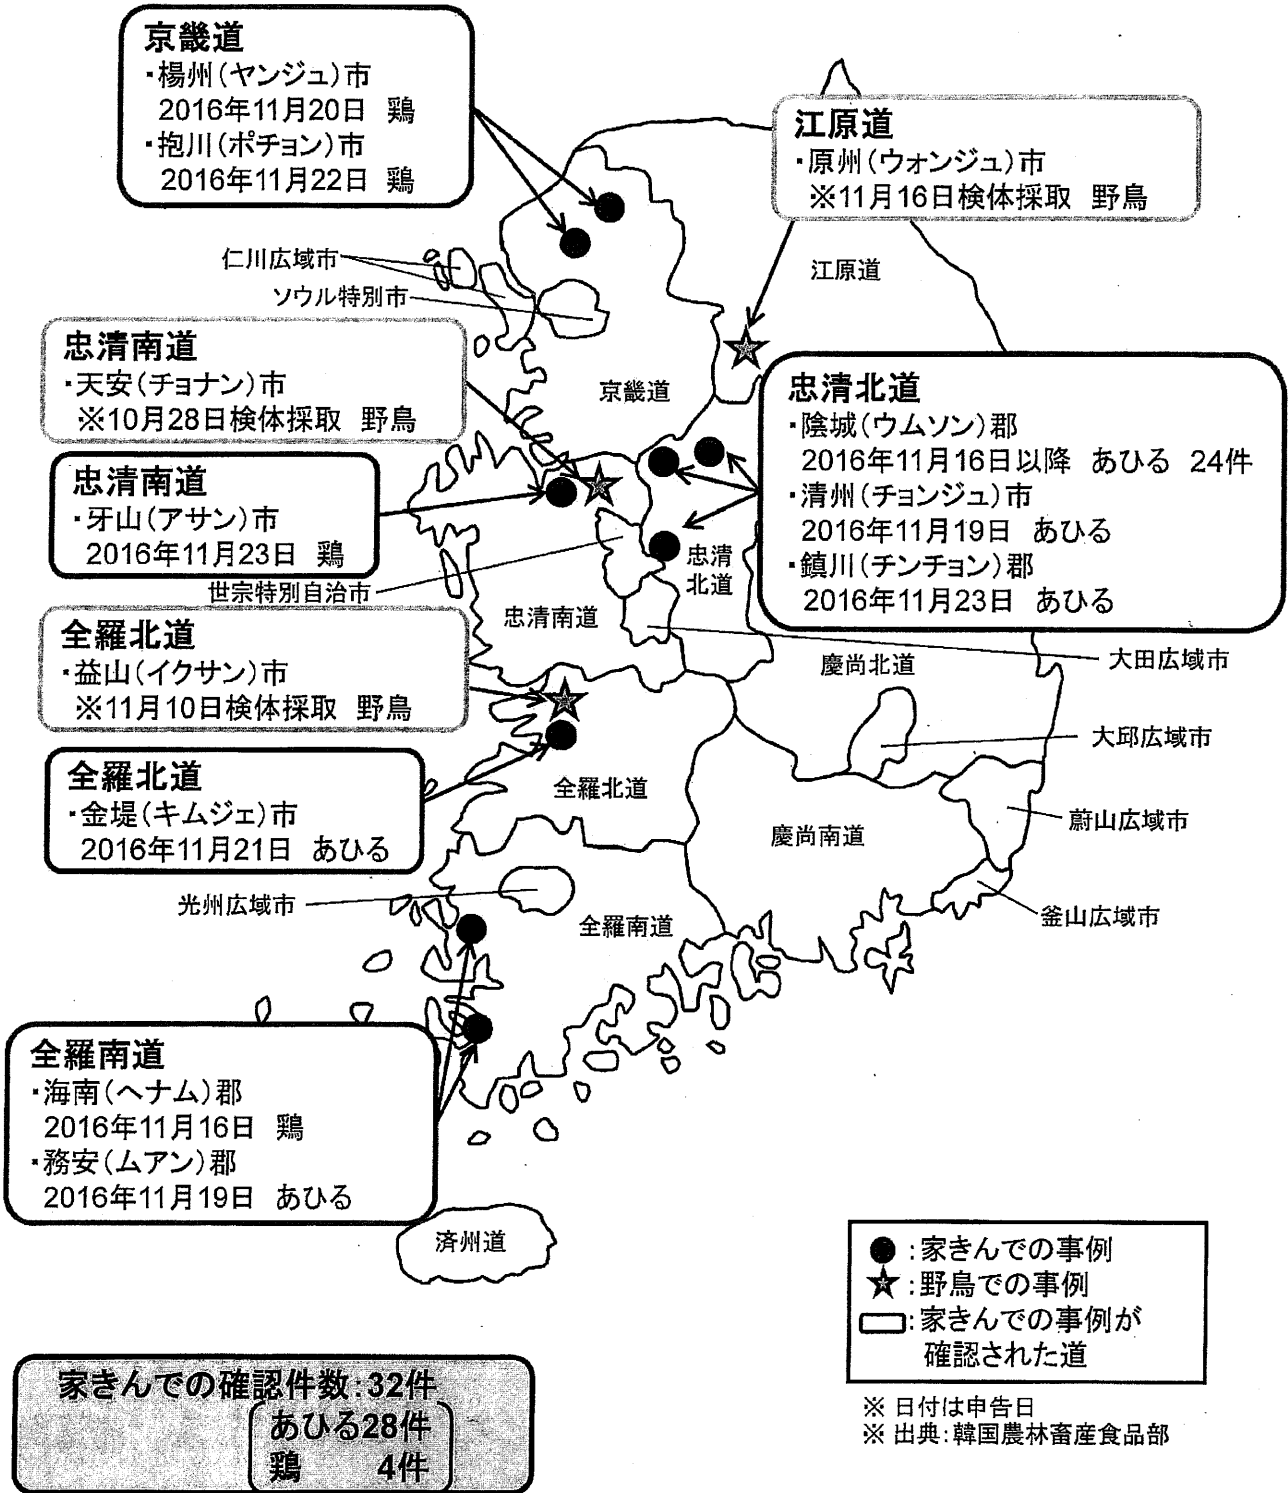 京畿道
・楊州(ヤンジュ)市
2016年11月20日 鶏
・抱川(ポチョン)市
2016年11月22日 鶏
江原道
・原州(ウォンジュ)市
※11月16日検体採取 野鳥
仁川広域市
ソウル特別市
江原道
忠清南道
・天安(チョナン)市
※10月28日検体採取 野鳥
京畿道
忠清北道
・陰城(ウムソン)郡
2016年11月16日以降 あひる 24件
・清州(チョンジュ)市
2016年11月19日 あひる
・鎮川(チンチョン)郡
2016年11月23日 あひる
忠清南道
・牙山(アサン)市
2016年11月23日 鶏
忠清
北道
世宗特別自治市
忠清南道
全羅北道
・益山(イクサン)市
※11月10日検体採取 野鳥
慶尚北道
大田広域市
大邱広域市
全羅北道
・金堤(キムジェ)市
2016年11月21日 あひる
全羅北道
慶尚南道
蔚山広域市
光州広域市
全羅南道
釜山広域市
全羅南道
・海南(ヘナム)郡
2016年11月16日 鶏
・務安(ムアン)郡
2016年11月19日 あひる
済州道
●:家きんでの事例
★:野鳥での事例
:家きんでの事例が
確認された道
※ 日付は申告日
※ 出典:韓国農林畜産食品部
家きんでの確認件数:32件
あひる28件
鶏 4件